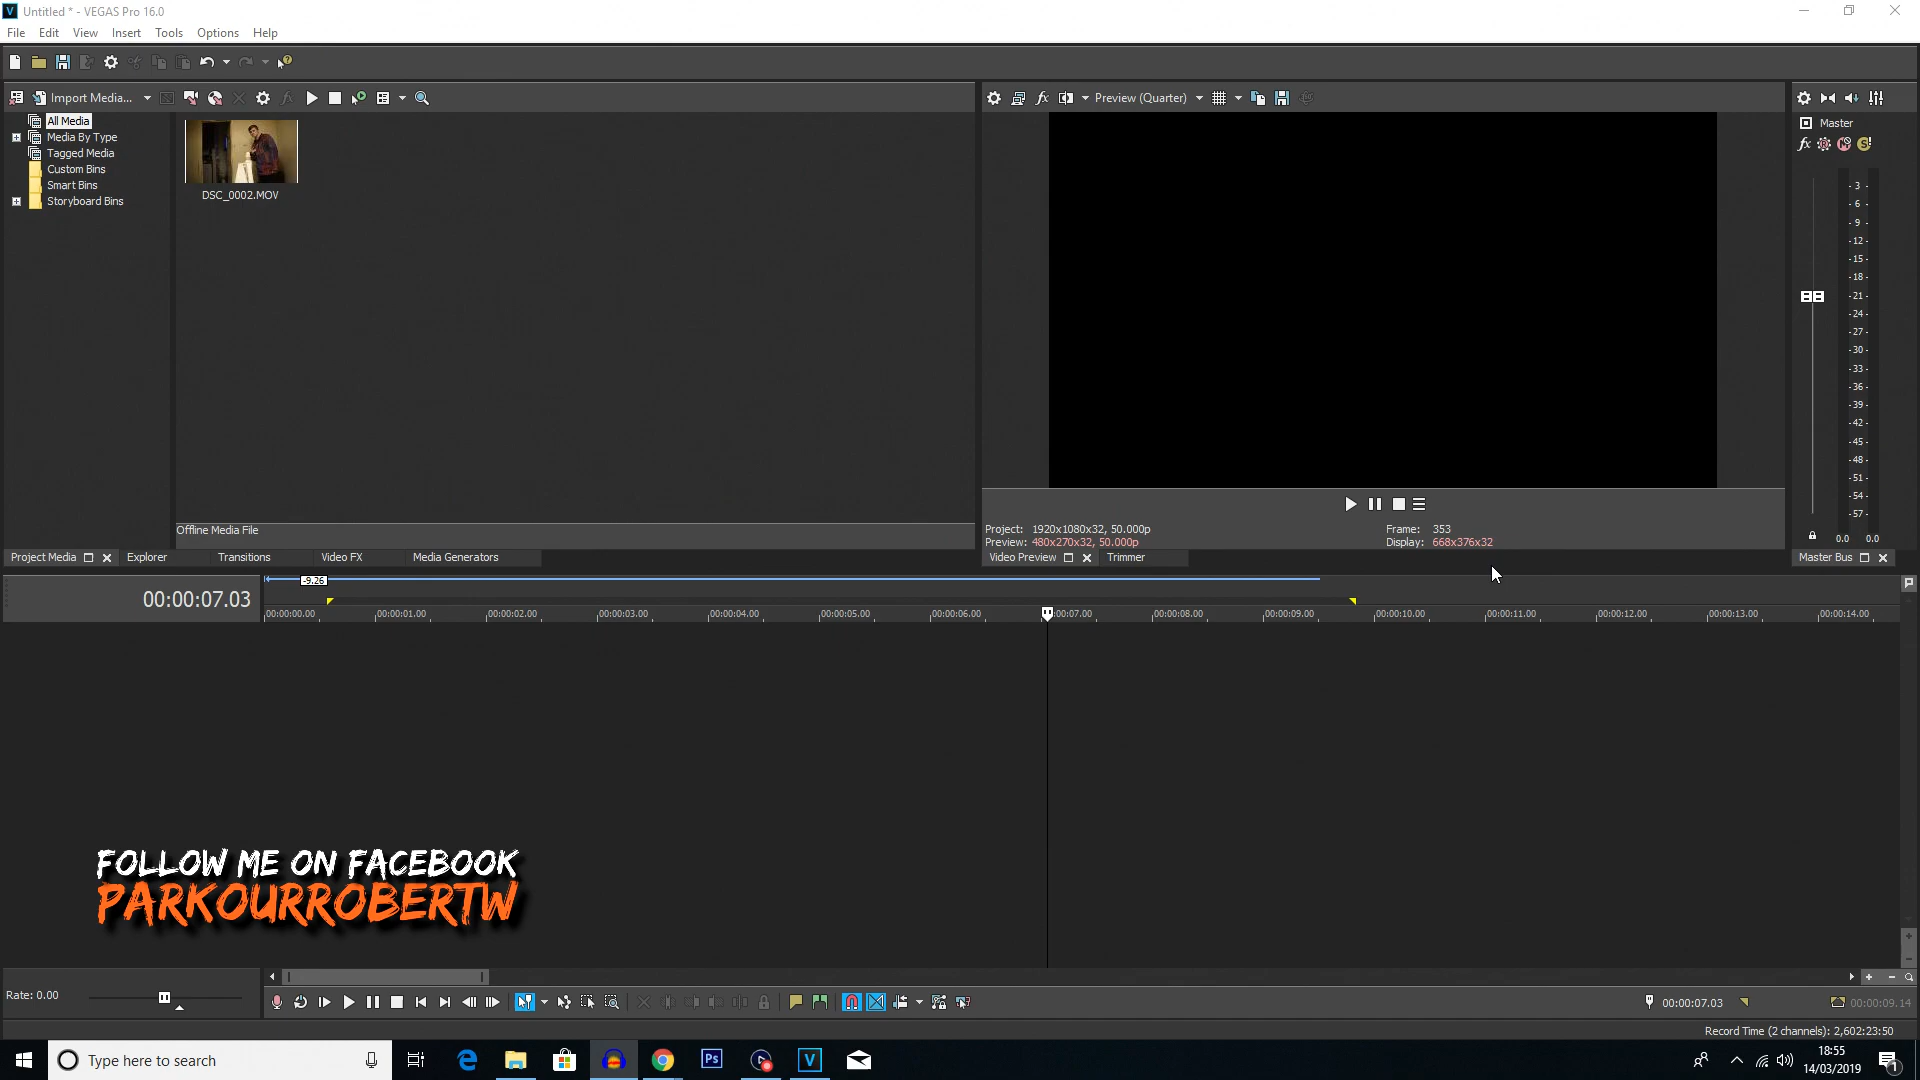 Untitled * - VEGAS Pro 16.0
File Edit View Insert Tools Options Help
Import Media...
Preview (Quarter)
All Media
Media By Type
Tagged Media
Custom Bins
Smart Bins
Storyboard Bins
DSC_0002.MOV
Master
- 3 -
- 6 -
- 9 -
- 12 -
- 15 -
- 18 -
- 21 -
- 24 -
- 27 -
- 30 -
- 33 -
- 36 -
- 39 -
- 42 -
- 45 -
- 48 -
- 51 -
- 54 -
- 57 -
0.0 0.0
Offline Media File
Project: 1920x1080x32, 50.000p
Preview: 480x270x32, 50.000p
Frame: 353
Display: 668x376x32
Project Media Explorer Transitions Video FX Media Generators
Video Preview Trimmer
Master Bus
-9.26
00:00:07.03
00:00:00.00 00:00:01.00 00:00:02.00 00:00:03.00 00:00:04.00 00:00:05.00 00:00:06.00 :00:07.00 00:00:08.00 00:00:09.00 00:00:10.00 00:00:11.00 00:00:12.00 00:00:13.00 00:00:14.00
FOLLOW ME ON FACEBOOK
PARKOURROBERTW
Rate: 0.00
00:00:07.03
00:00:09.14
Record Time (2 channels): 2,602:23:50
Type here to search
Ps
V
18:55
14/03/2019
1